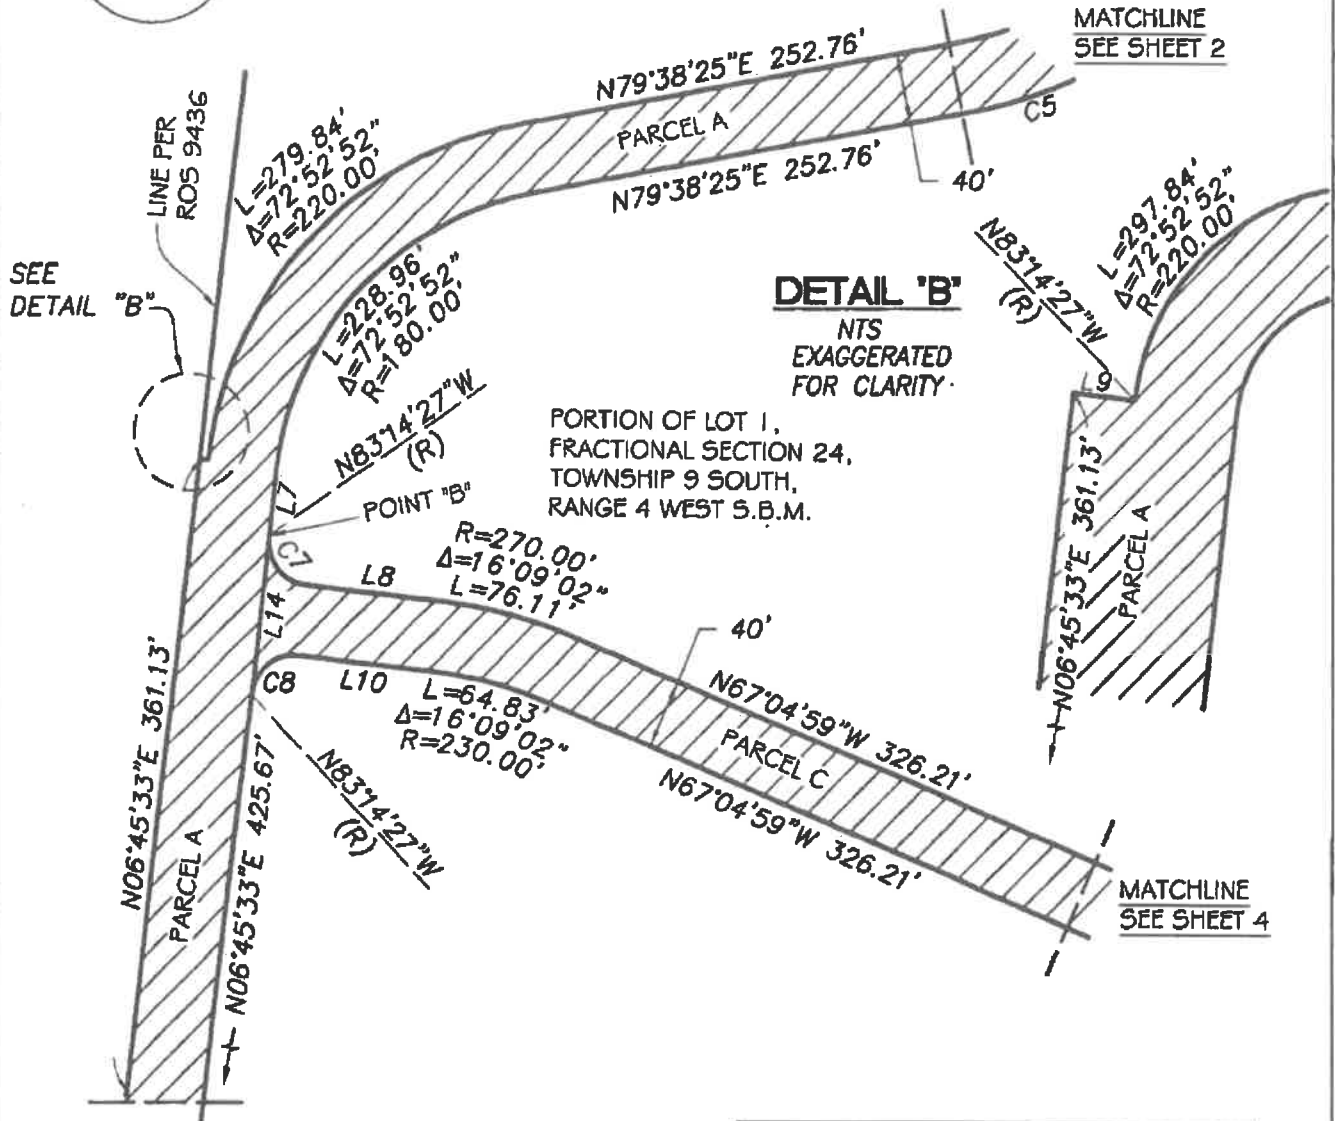 MATCHLINE
SEE SHEET 2
N79°38'25"E 252.76'
PARCEL A
N79°38'25"E 252.76'
C5
40'
LINE PER
ROS 9436
L=279.84'
Δ=72°52'52"
R=220.00'
SEE
DETAIL "B"
L=228.96'
Δ=72°52'52"
R=180.00'
N83°14'27"W
(R)
L7
POINT "B"
C7
DETAIL "B"
NTS
EXAGGERATED
FOR CLARITY
N83°14'27"W
(R)
L=297.84'
Δ=72°52'52"
R=220.00'
L9
N06°45'33"E 361.13'
PARCEL A
PORTION OF LOT 1,
FRACTIONAL SECTION 24,
TOWNSHIP 9 SOUTH,
RANGE 4 WEST S.B.M.
R=270.00'
Δ=16°09'02"
L=76.11'
L8
L14
40'
C8
L10
L=64.83'
Δ=16°09'02"
R=230.00'
N67°04'59"W 326.21'
PARCEL C
N67°04'59"W 326.21'
N83°14'27"W
(R)
N06°45'33"E 361.13'
PARCEL A
N06°45'33"E 425.67'
MATCHLINE
SEE SHEET 4